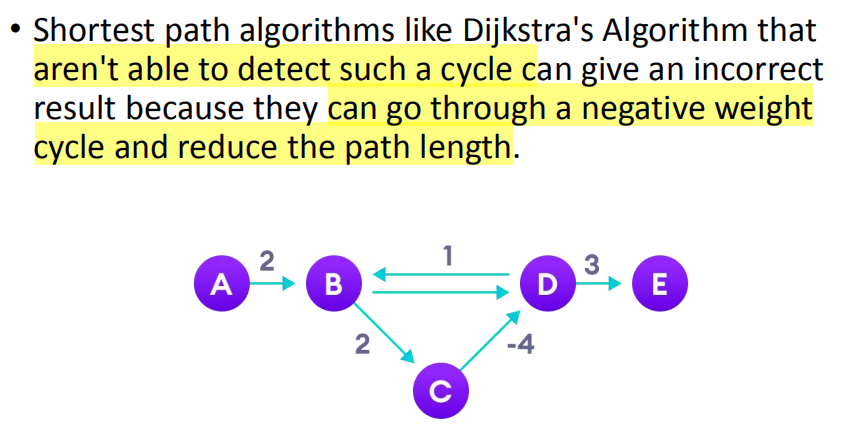 • Shortest path algorithms like Dijkstra's Algorithm that
aren't able to detect such a cycle can give an incorrect
result because they can go through a negative weight
cycle and reduce the path length.
1
2
3
A B D E
2
-4
C